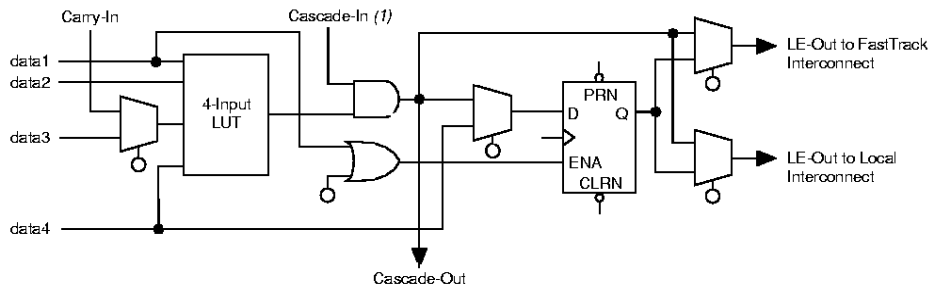 Carry-In
Cascade-In (1)
data1
data2
data3
data4
4-Input
LUT
PRN
D
Q
ENA
CLRN
LE-Out to FastTrack
Interconnect
LE-Out to Local
Interconnect
Cascade-Out